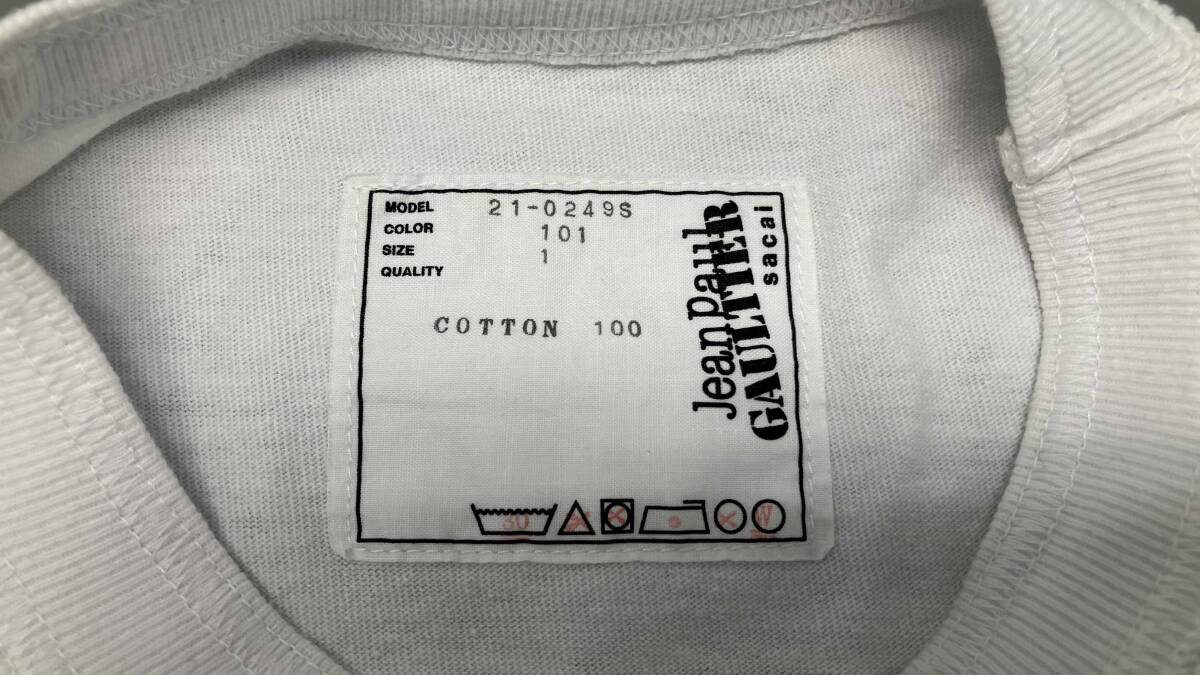 MODEL 21-0249S
COLOR 101
SIZE 1
QUALITY
COTTON 100
Jean Paul
GAULTIER
sacai
30
W